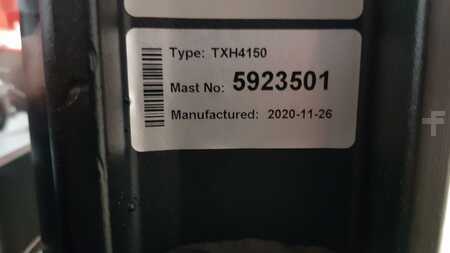 Type: TXH4150
Mast No: 5923501
Manufactured: 2020-11-26